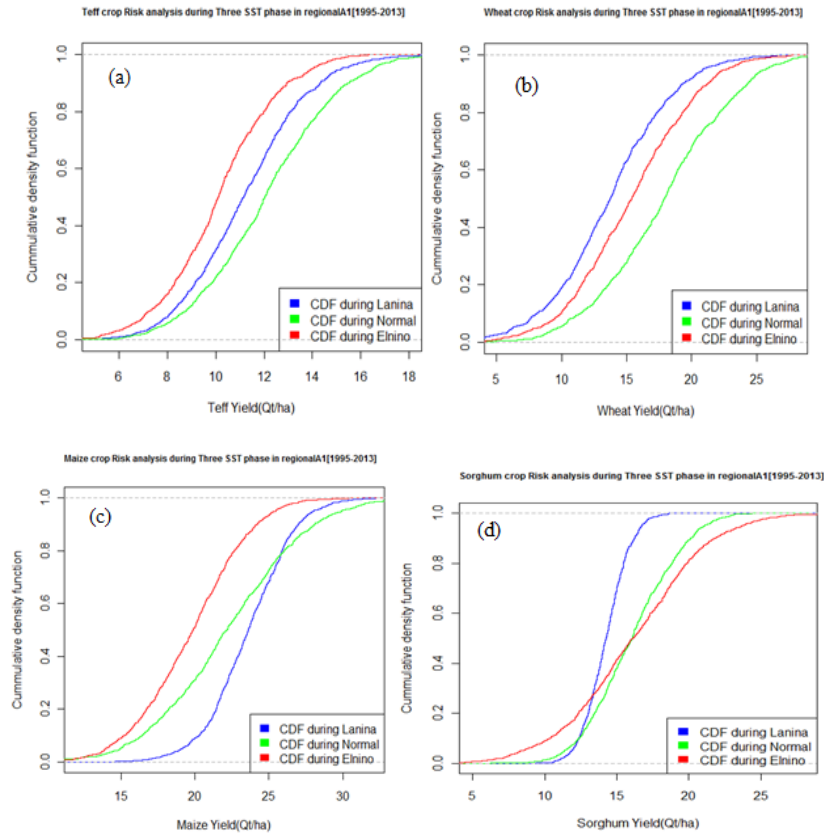 Teff crop Risk analysis during Three SST phase in regionalA1[1995-2013]
(a)
Cummulative density function
1.0
0.8
0.6
0.4
0.2
0.0
CDF during Lanina
CDF during Normal
CDF during Elnino
6 8 10 12 14 16 18
Teff Yield(Qt/ha)
Wheat crop Risk analysis during Three SST phase in regionalA1[1995-2013]
(b)
Cummulative density function
1.0
0.8
0.6
0.4
0.2
0.0
CDF during Lanina
CDF during Normal
CDF during Elnino
5 10 15 20 25
Wheat Yield(Qt/ha)
Maize crop Risk analysis during Three SST phase in regionalA1[1995-2013]
(c)
Cummulative density function
1.0
0.8
0.6
0.4
0.2
0.0
CDF during Lanina
CDF during Normal
CDF during Elnino
15 20 25 30
Maize Yield(Qt/ha)
Sorghum crop Risk analysis during Three SST phase in regionalA1[1995-2013]
(d)
Cummulative density function
1.0
0.8
0.6
0.4
0.2
0.0
CDF during Lanina
CDF during Normal
CDF during Elnino
5 10 15 20 25
Sorghum Yield(Qt/ha)